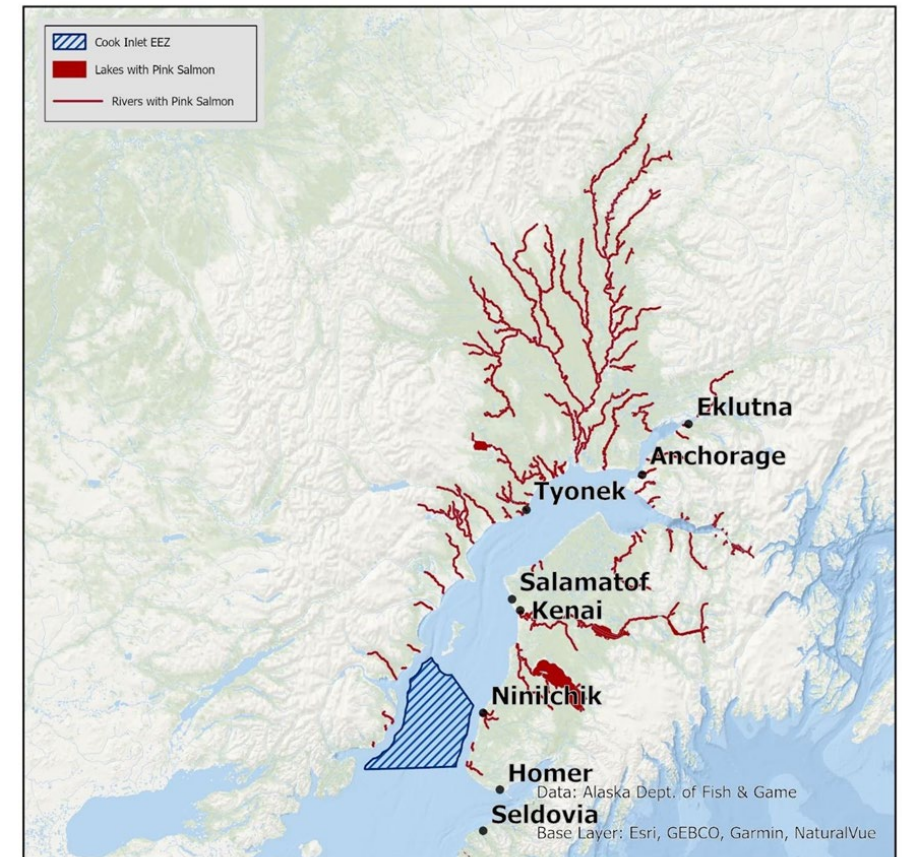 Cook Inlet EEZ
Lakes with Pink Salmon
Rivers with Pink Salmon
Eklutna
Anchorage
Tyonek
Salamatof
Kenai
Ninilchik
Homer
Data: Alaska Dept. of Fish & Game
Seldovia
Base Layer: Esri, GEBCO, Garmin, NaturalVue